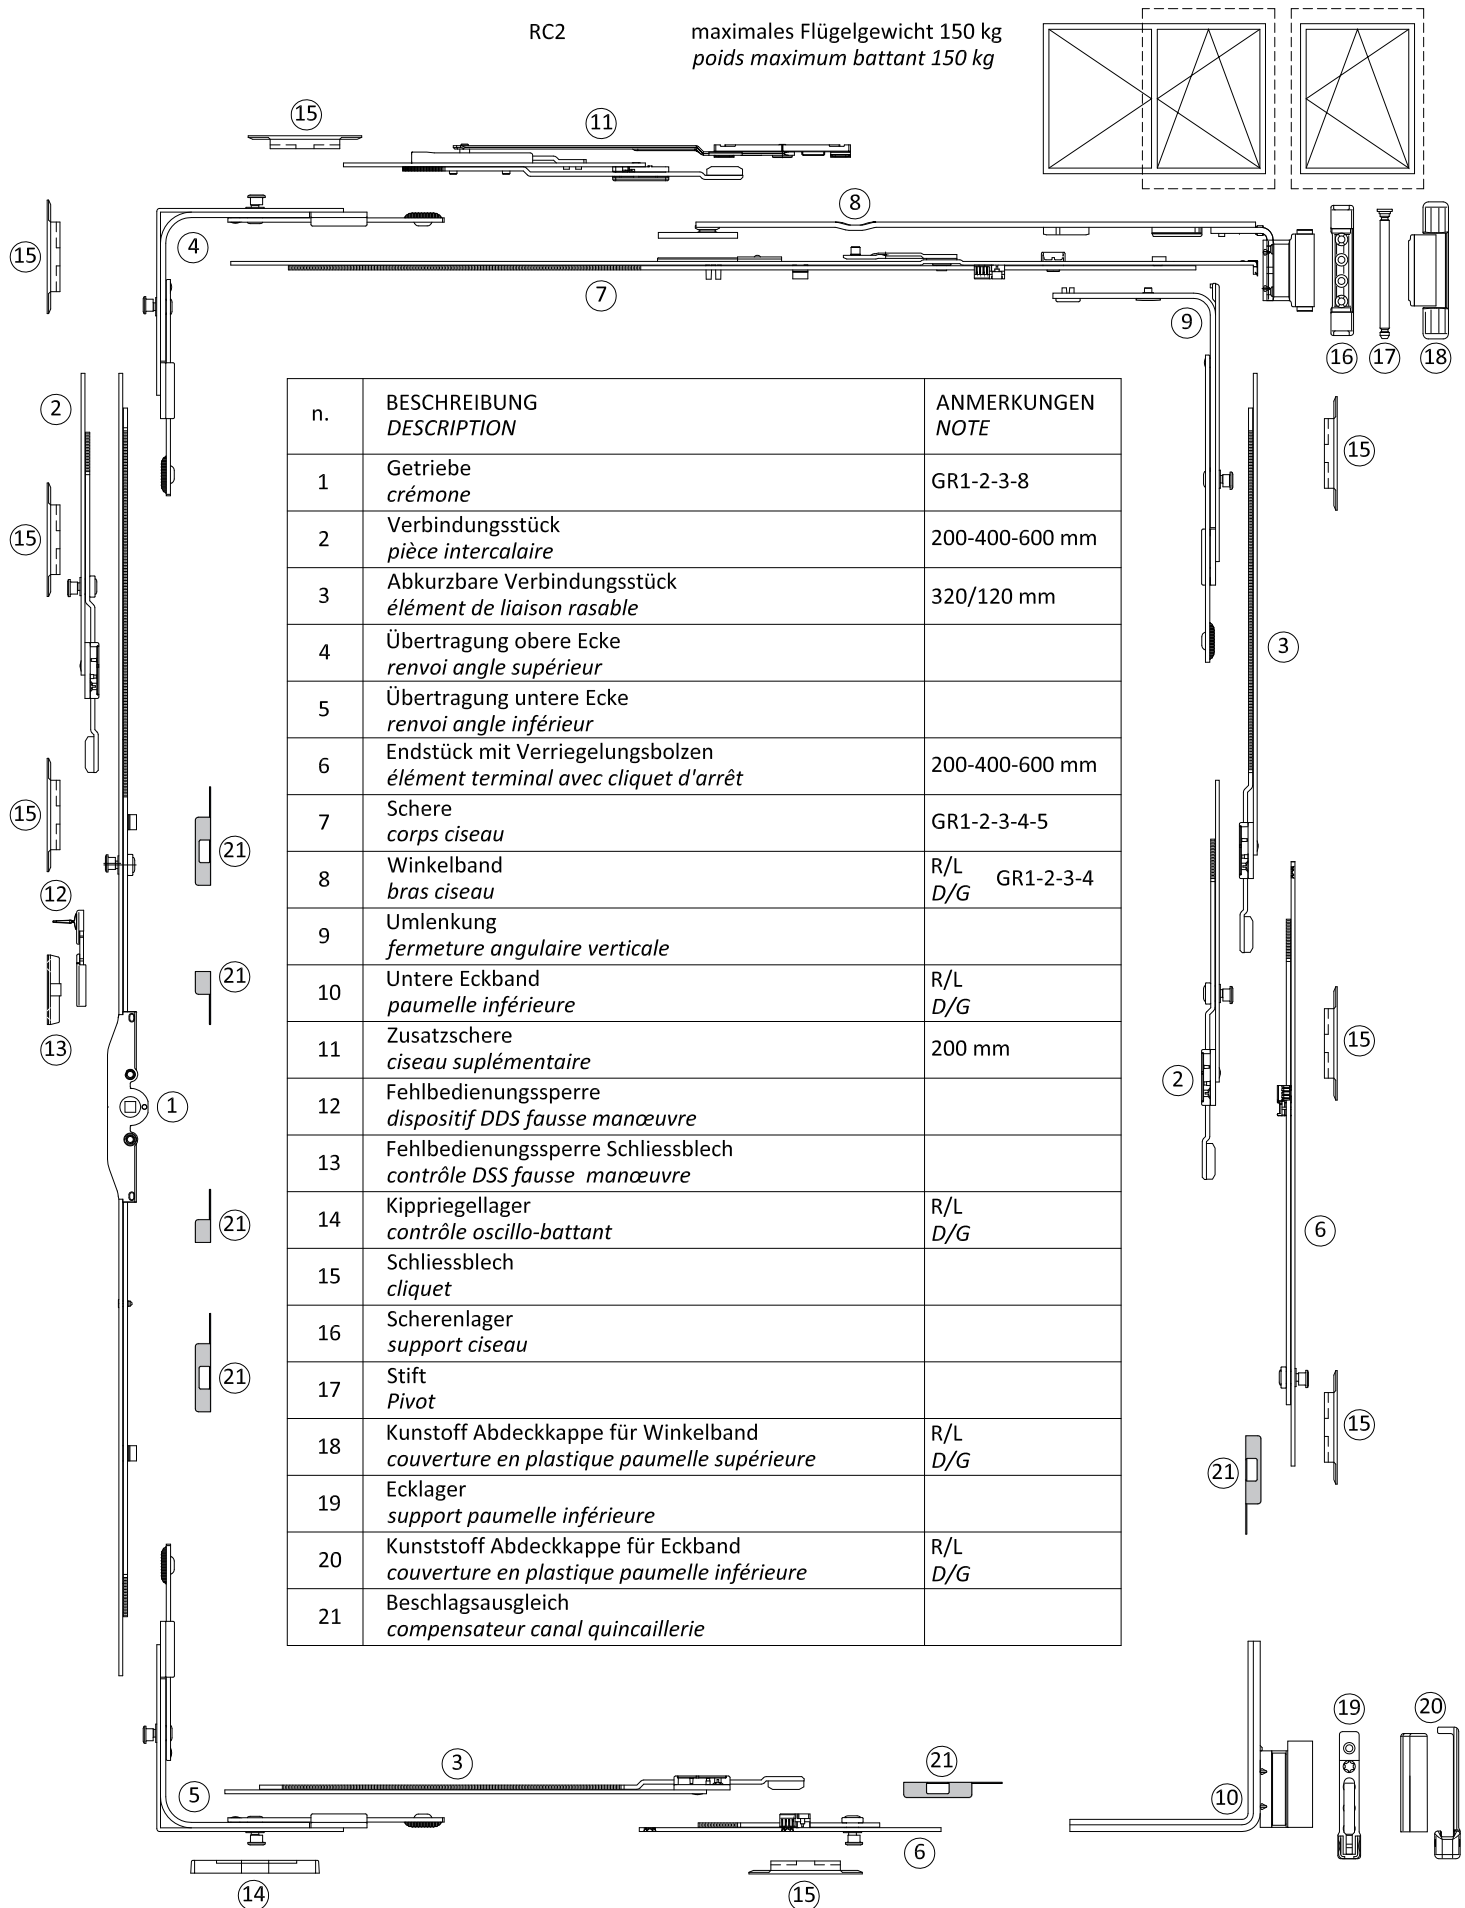 RC2
maximales Flügelgewicht 150 kg
poids maximum battant 150 kg
15
11
15
4
8
7
9
16
17
18
2
15
15
3
15
12
21
21
13
1
21
21
2
15
6
15
21
n.
BESCHREIBUNG
DESCRIPTION
ANMERKUNGEN
NOTE
1
Getriebe
crémone
GR1-2-3-8
2
Verbindungsstück
pièce intercalaire
200-400-600 mm
3
Abkurzbare Verbindungsstück
élément de liaison rasable
320/120 mm
4
Übertragung obere Ecke
renvoi angle supérieur
5
Übertragung untere Ecke
renvoi angle inférieur
6
Endstück mit Verriegelungsbolzen
élément terminal avec cliquet d'arrêt
200-400-600 mm
7
Schere
corps ciseau
GR1-2-3-4-5
8
Winkelband
bras ciseau
R/L
D/G
GR1-2-3-4
9
Umlenkung
fermeture angulaire verticale
10
Untere Eckband
paumelle inférieure
R/L
D/G
11
Zusatzschere
ciseau suplémentaire
200 mm
12
Fehlbedienungssperre
dispositif DDS fausse manœuvre
13
Fehlbedienungssperre Schliessblech
contrôle DSS fausse  manœuvre
14
Kippriegellager
contrôle oscillo-battant
R/L
D/G
15
Schliessblech
cliquet
16
Scherenlager
support ciseau
17
Stift
Pivot
18
Kunstoff Abdeckkappe für Winkelband
couverture en plastique paumelle supérieure
R/L
D/G
19
Ecklager
support paumelle inférieure
20
Kunststoff Abdeckkappe für Eckband
couverture en plastique paumelle inférieure
R/L
D/G
21
Beschlagsausgleich
compensateur canal quincaillerie
5
3
21
10
19
20
14
15
6